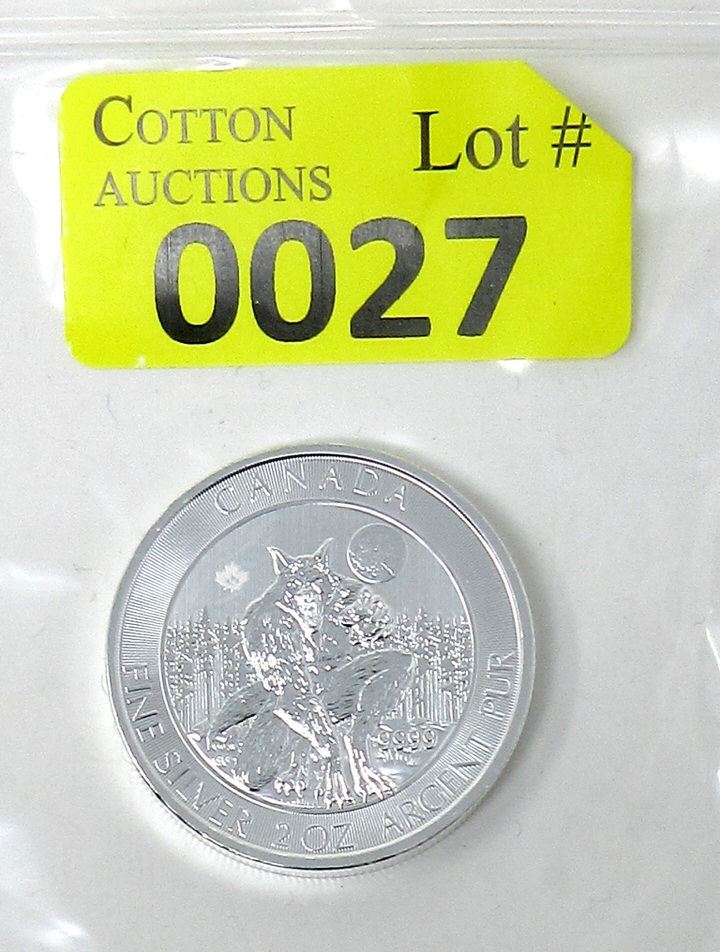 COTTON
AUCTIONS
Lot #
0027
CANADA
9999
FINE SILVER 2 OZ ARGENT PUR